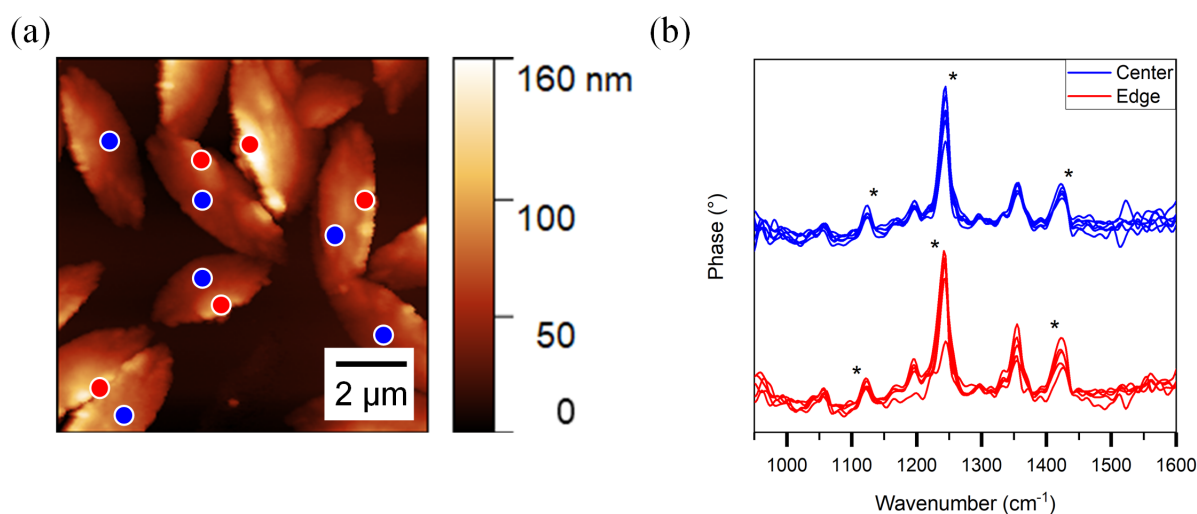 (a)
160 nm
100
50
0
2 μm
(b)
Center
Edge
*
*
*
*
*
*
Phase (°)
1000 1100 1200 1300 1400 1500 1600
Wavenumber (cm⁻¹)